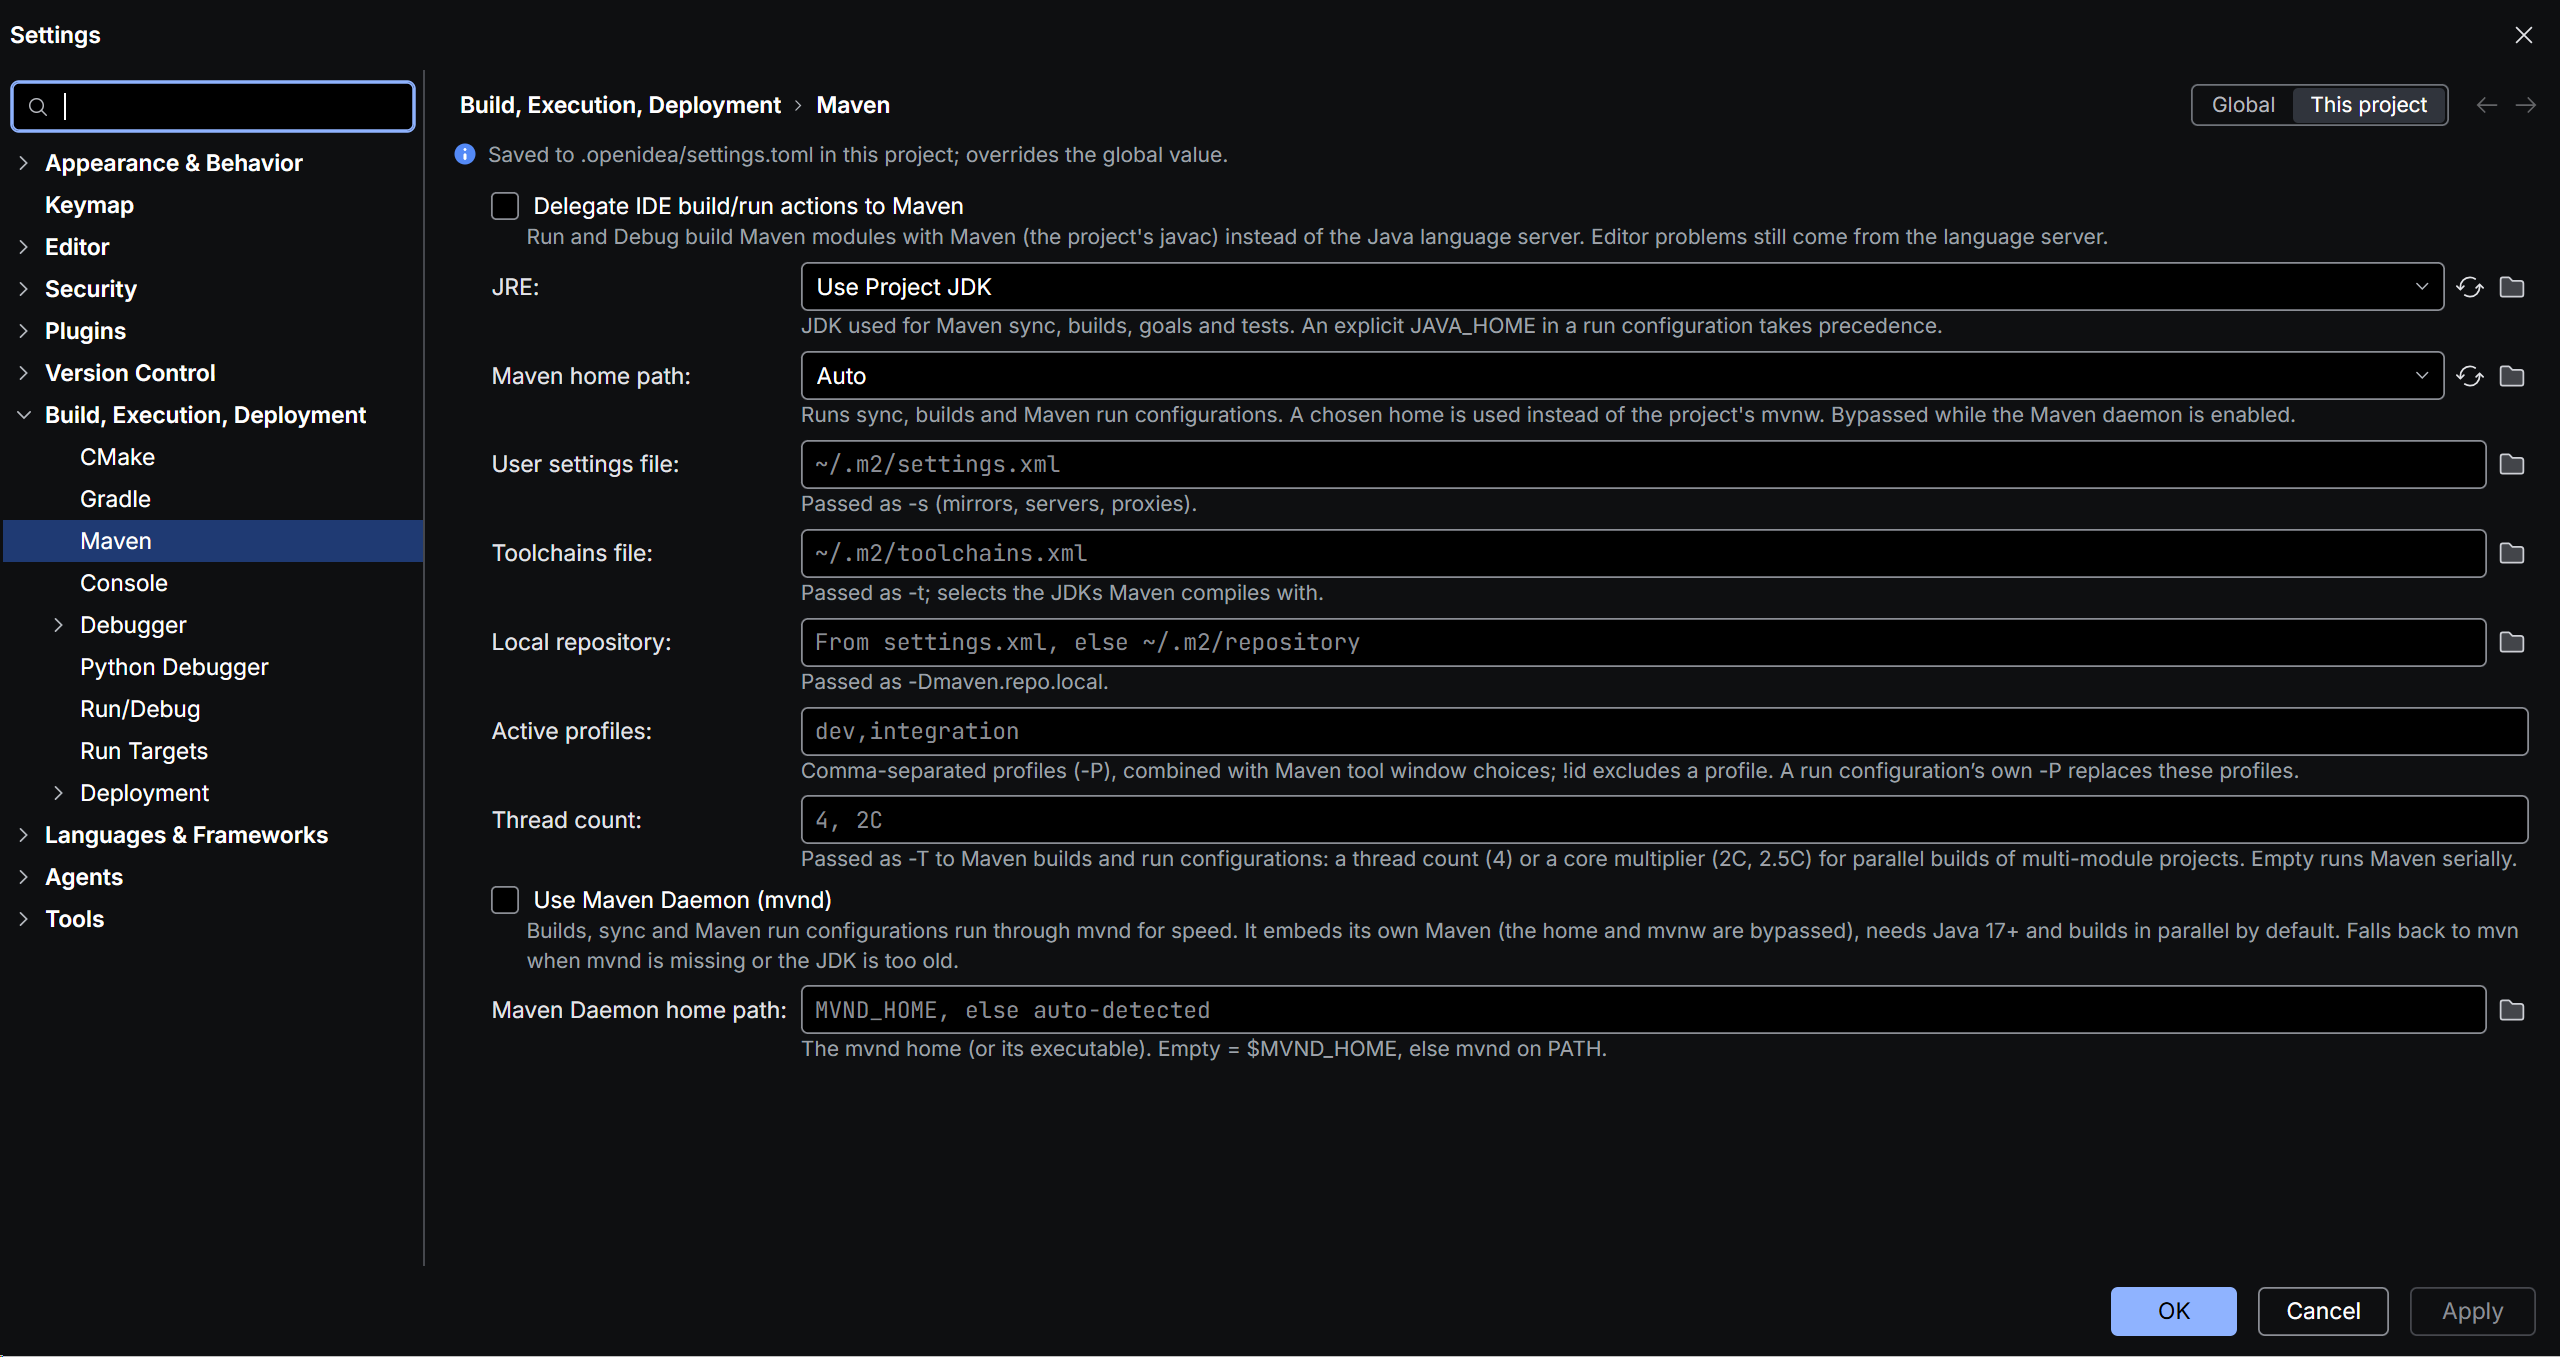 Settings
Appearance & Behavior
Keymap
Editor
Security
Plugins
Version Control
Build, Execution, Deployment
CMake
Gradle
Maven
Console
Debugger
Python Debugger
Run/Debug
Run Targets
Deployment
Languages & Frameworks
Agents
Tools
Build, Execution, Deployment › Maven
Global This project
Saved to .openidea/settings.toml in this project; overrides the global value.
Delegate IDE build/run actions to Maven
Run and Debug build Maven modules with Maven (the project's javac) instead of the Java language server. Editor problems still come from the language server.
JRE: Use Project JDK
JDK used for Maven sync, builds, goals and tests. An explicit JAVA_HOME in a run configuration takes precedence.
Maven home path: Auto
Runs sync, builds and Maven run configurations. A chosen home is used instead of the project's mvnw. Bypassed while the Maven daemon is enabled.
User settings file: ~/.m2/settings.xml
Passed as -s (mirrors, servers, proxies).
Toolchains file: ~/.m2/toolchains.xml
Passed as -t; selects the JDKs Maven compiles with.
Local repository: From settings.xml, else ~/.m2/repository
Passed as -Dmaven.repo.local.
Active profiles: dev,integration
Comma-separated profiles (-P), combined with Maven tool window choices; !id excludes a profile. A run configuration’s own -P replaces these profiles.
Thread count: 4, 2C
Passed as -T to Maven builds and run configurations: a thread count (4) or a core multiplier (2C, 2.5C) for parallel builds of multi-module projects. Empty runs Maven serially.
Use Maven Daemon (mvnd)
Builds, sync and Maven run configurations run through mvnd for speed. It embeds its own Maven (the home and mvnw are bypassed), needs Java 17+ and builds in parallel by default. Falls back to mvn
when mvnd is missing or the JDK is too old.
Maven Daemon home path: MVND_HOME, else auto-detected
The mvnd home (or its executable). Empty = $MVND_HOME, else mvnd on PATH.
OK Cancel Apply